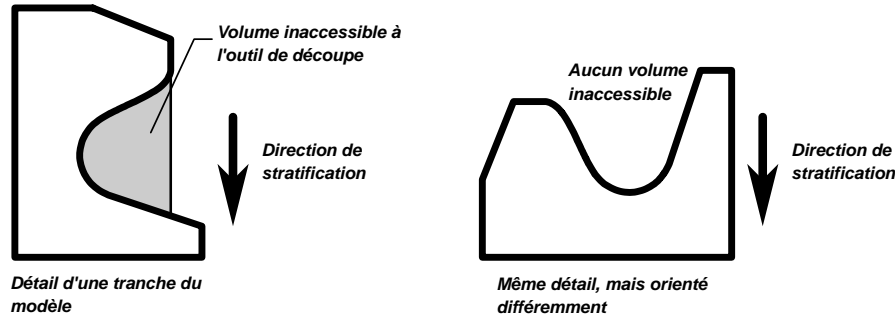 Volume inaccessible à
l'outil de découpe
Direction de
stratification
Détail d'une tranche du
modèle
Aucun volume
inaccessible
Direction de
stratification
Même détail, mais orienté
différemment